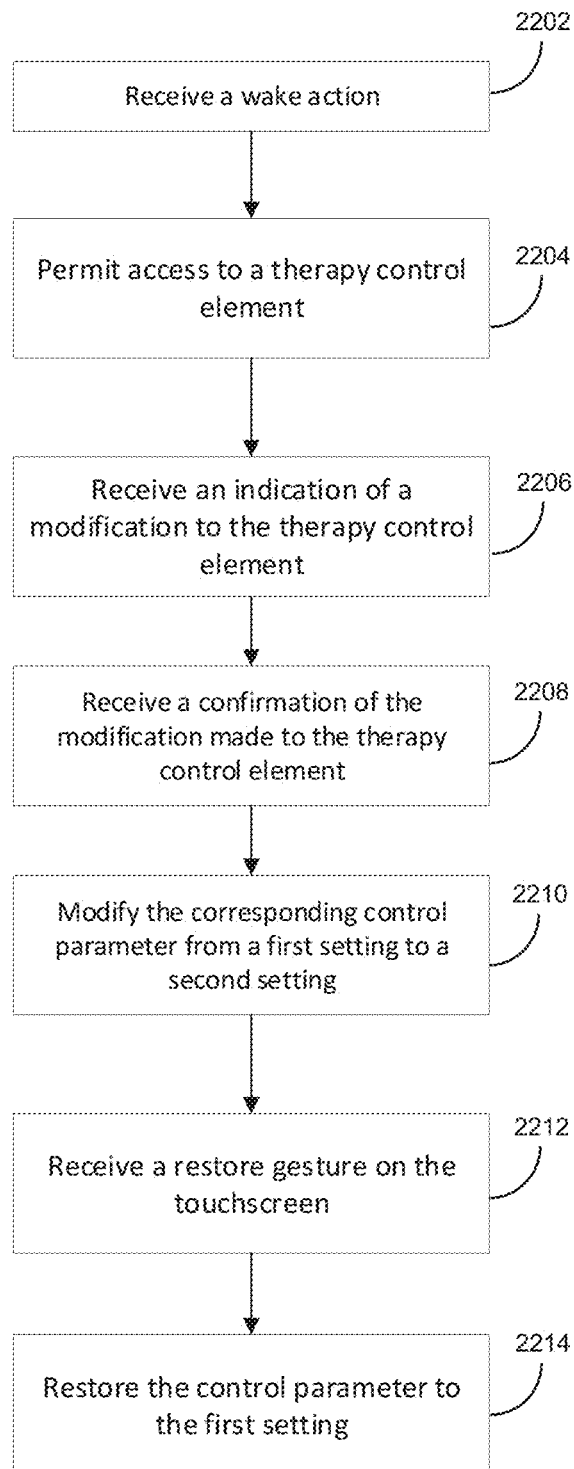 2202
Receive a wake action
2204
Permit access to a therapy control
element
2206
Receive an indication of a
modification to the therapy control
element
2208
Receive a confirmation of the
modification made to the therapy
control element
2210
Modify the corresponding control
parameter from a first setting to a
second setting
2212
Receive a restore gesture on the
touchscreen
2214
Restore the control parameter to
the first setting